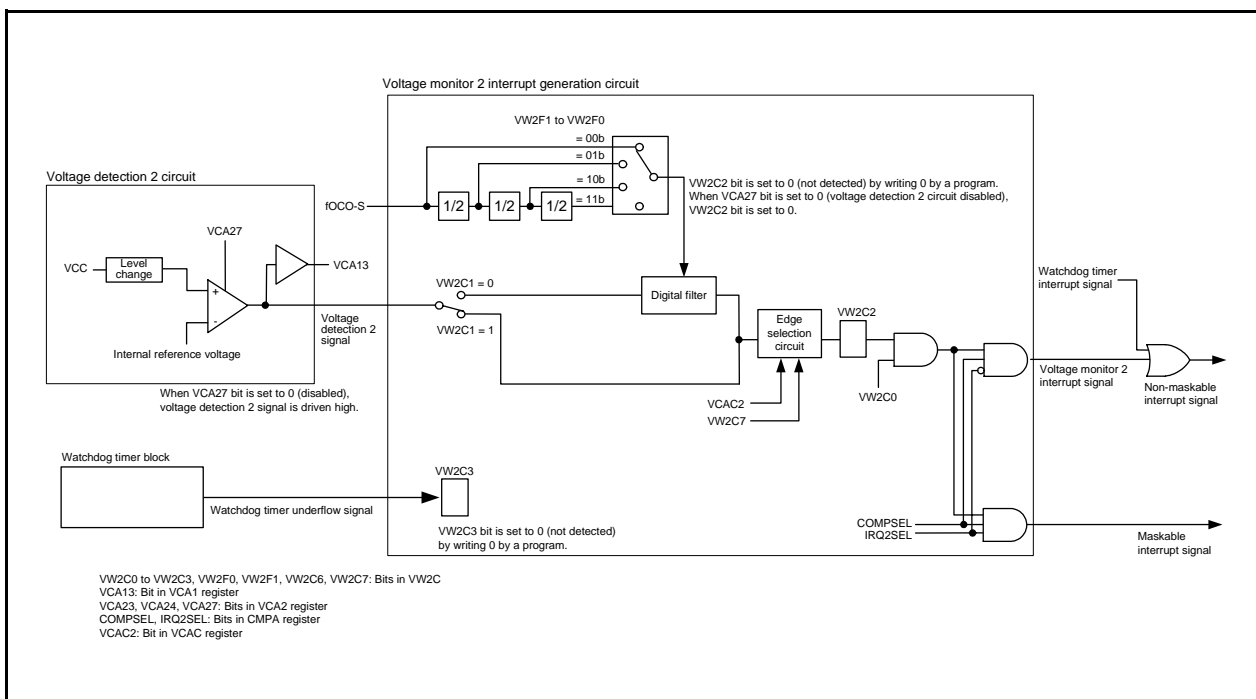 Voltage monitor 2 interrupt generation circuit
VW2F1 to VW2F0
= 00b
= 01b
= 10b
= 11b
Voltage detection 2 circuit
fOCO-S
1/2
1/2
1/2
VW2C2 bit is set to 0 (not detected) by writing 0 by a program.
When VCA27 bit is set to 0 (voltage detection 2 circuit disabled),
VW2C2 bit is set to 0.
VCA27
VCC
Level
change
+
-
VCA13
Internal reference voltage
Voltage
detection 2
signal
VW2C1 = 0
VW2C1 = 1
Digital filter
Edge
selection
circuit
VW2C2
VCAC2
VW2C7
VW2C0
Watchdog timer
interrupt signal
Voltage monitor 2
interrupt signal
Non-maskable
interrupt signal
When VCA27 bit is set to 0 (disabled),
voltage detection 2 signal is driven high.
Watchdog timer block
Watchdog timer underflow signal
VW2C3
VW2C3 bit is set to 0 (not detected)
by writing 0 by a program.
COMPSEL
IRQ2SEL
Maskable
interrupt signal
VW2C0 to VW2C3, VW2F0, VW2F1, VW2C6, VW2C7: Bits in VW2C
VCA13: Bit in VCA1 register
VCA23, VCA24, VCA27: Bits in VCA2 register
COMPSEL, IRQ2SEL: Bits in CMPA register
VCAC2: Bit in VCAC register